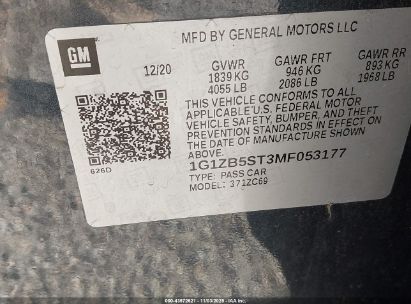 GM
MFD BY GENERAL MOTORS LLC
12/20
GVWR GAWR FRT GAWR RR
1839 KG 946 KG 893 KG
4055 LB 2086 LB 1968 LB
THIS VEHICLE CONFORMS TO ALL
APPLICABLE U.S. FEDERAL MOTOR
VEHICLE SAFETY, BUMPER, AND THEFT
PREVENTION STANDARDS IN EFFECT ON
THE DATE OF MANUFACTURE SHOWN
ABOVE.
626D
1G1ZB5ST3MF053177
TYPE: PASS CAR
MODEL: 371ZC69